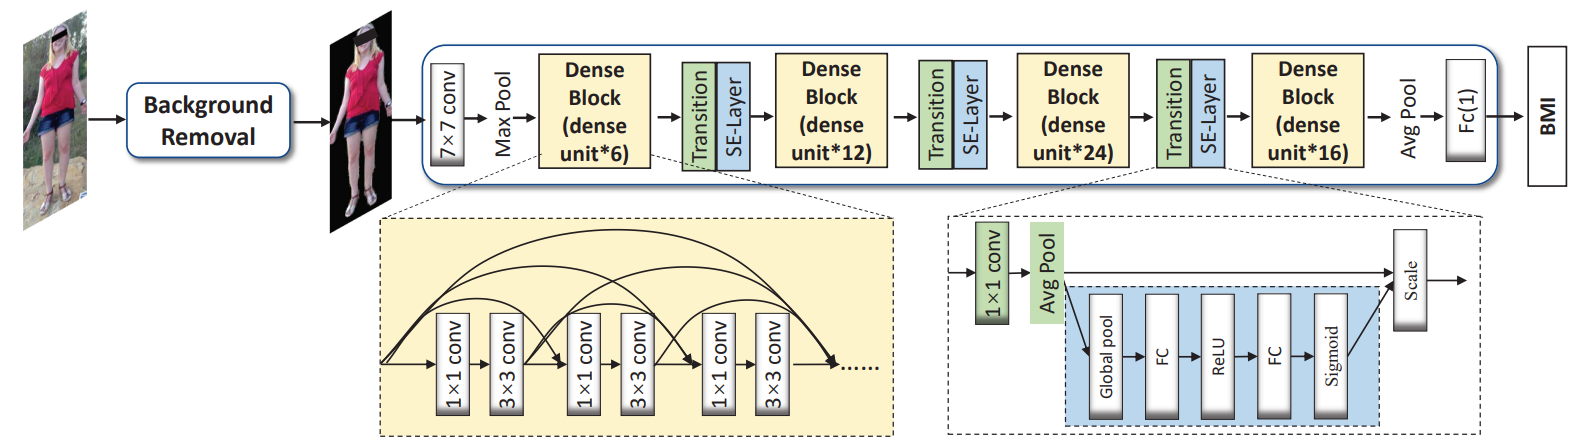 Background
Removal
7×7 conv
Max Pool
Dense
Block
(dense
unit*6)
Transition
SE-Layer
Dense
Block
(dense
unit*12)
Transition
SE-Layer
Dense
Block
(dense
unit*24)
Transition
SE-Layer
Dense
Block
(dense
unit*16)
Avg Pool
Fc(1)
BMI
1×1 conv
3×3 conv
1×1 conv
3×3 conv
1×1 conv
3×3 conv
......
1×1 conv
Avg Pool
Global pool
FC
ReLU
FC
Sigmoid
Scale